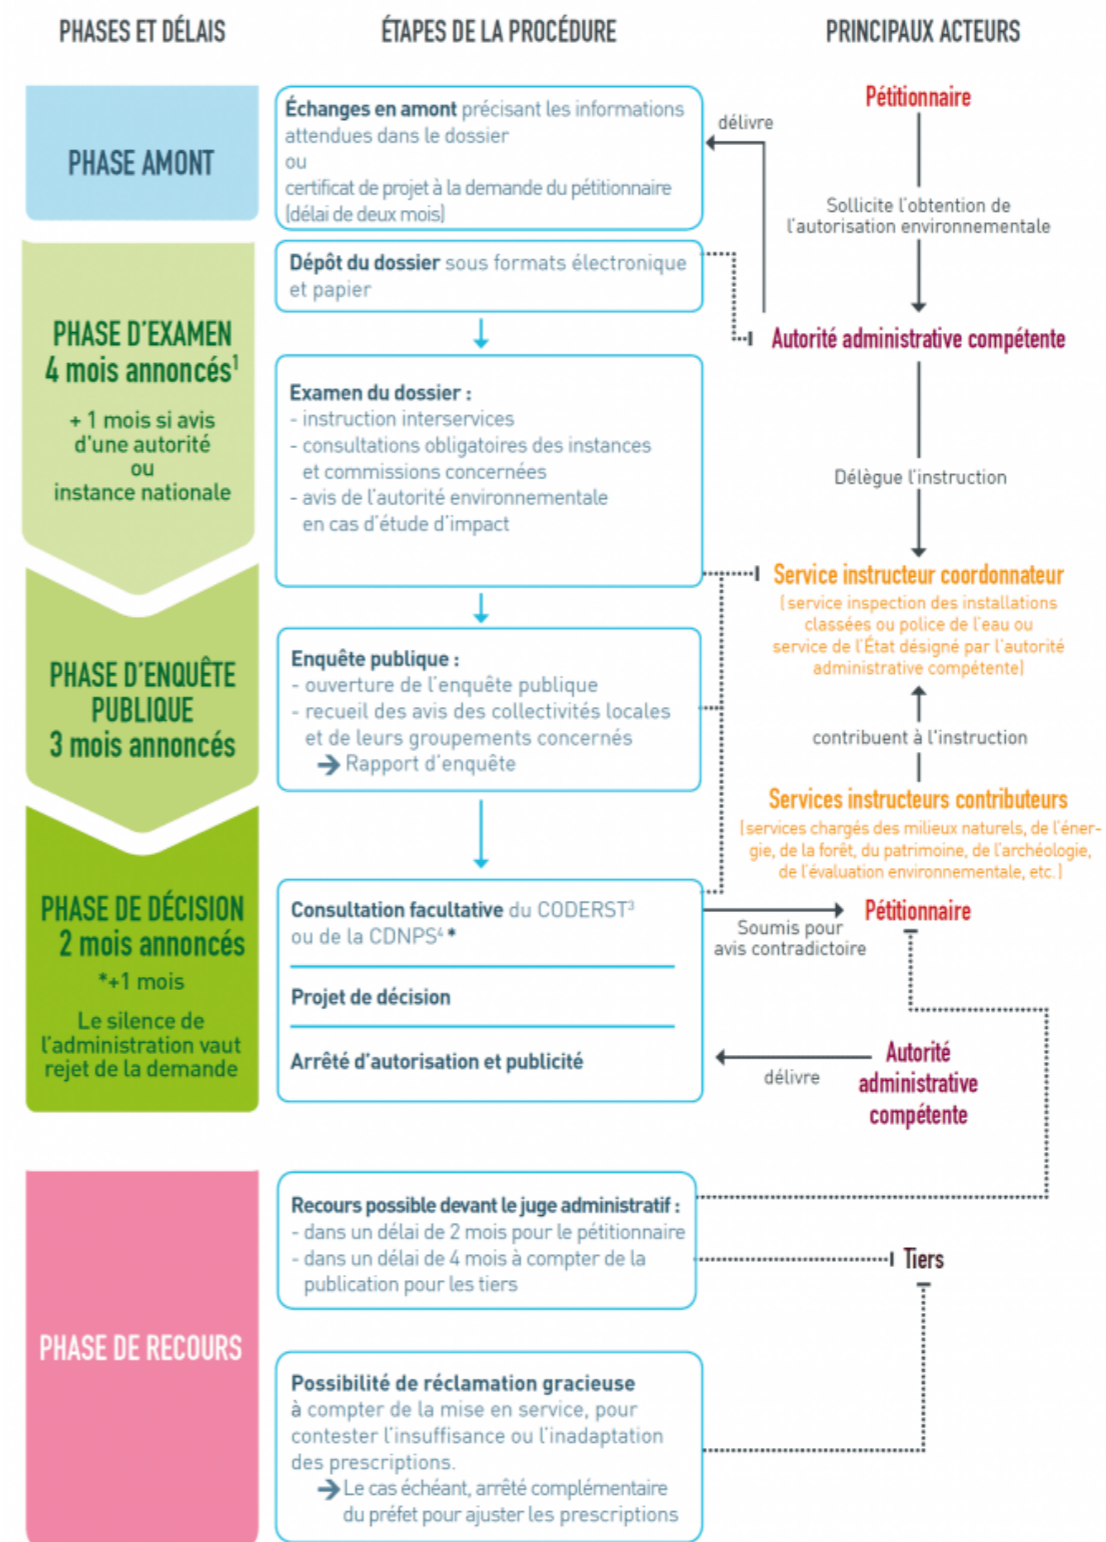 PHASES ET DÉLAIS
ÉTAPES DE LA PROCÉDURE
PRINCIPAUX ACTEURS
PHASE AMONT
Échanges en amont précisant les informations
attendues dans le dossier
ou
certificat de projet à la demande du pétitionnaire
(délai de deux mois)
délivre
Pétitionnaire
Sollicite l'obtention de
l'autorisation environnementale
PHASE D'EXAMEN
4 mois annoncés¹
+ 1 mois si avis
d'une autorité
ou
instance nationale
Dépôt du dossier sous formats électronique
et papier
Autorité administrative compétente
Examen du dossier :
- instruction interservices
- consultations obligatoires des instances
et commissions concernées
- avis de l'autorité environnementale
en cas d'étude d'impact
Délègue l'instruction
Service instructeur coordonnateur
(service inspection des installations
classées ou police de l'eau ou
service de l'État désigné par l'autorité
administrative compétente)
PHASE D'ENQUÊTE
PUBLIQUE
3 mois annoncés
Enquête publique :
- ouverture de l'enquête publique
- recueil des avis des collectivités locales
et de leurs groupements concernés
→ Rapport d'enquête
contribuent à l'instruction
Services instructeurs contributeurs
(services chargés des milieux naturels, de l'éner-
gie, de la forêt, du patrimoine, de l'archéologie,
de l'évaluation environnementale, etc.)
PHASE DE DÉCISION
2 mois annoncés
*+1 mois
Le silence de
l'administration vaut
rejet de la demande
Consultation facultative du CODERST³
ou de la CDNPS⁴ *
Projet de décision
Arrêté d'autorisation et publicité
Soumis pour
avis contradictoire
Pétitionnaire
délivre
Autorité
administrative
compétente
PHASE DE RECOURS
Recours possible devant le juge administratif :
- dans un délai de 2 mois pour le pétitionnaire
- dans un délai de 4 mois à compter de la
publication pour les tiers
Tiers
Possibilité de réclamation gracieuse
à compter de la mise en service, pour
contester l'insuffisance ou l'inadaptation
des prescriptions.
→ Le cas échéant, arrêté complémentaire
du préfet pour ajuster les prescriptions